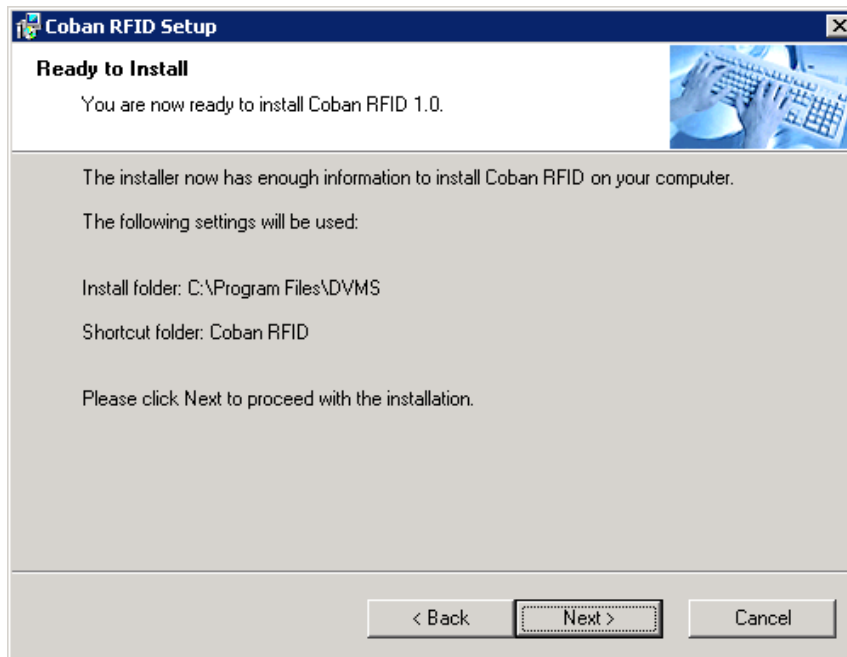 Coban RFID Setup
Ready to Install
You are now ready to install Coban RFID 1.0.
The installer now has enough information to install Coban RFID on your computer.
The following settings will be used:
Install folder: C:\Program Files\DVMS
Shortcut folder: Coban RFID
Please click Next to proceed with the installation.
< Back
Next >
Cancel